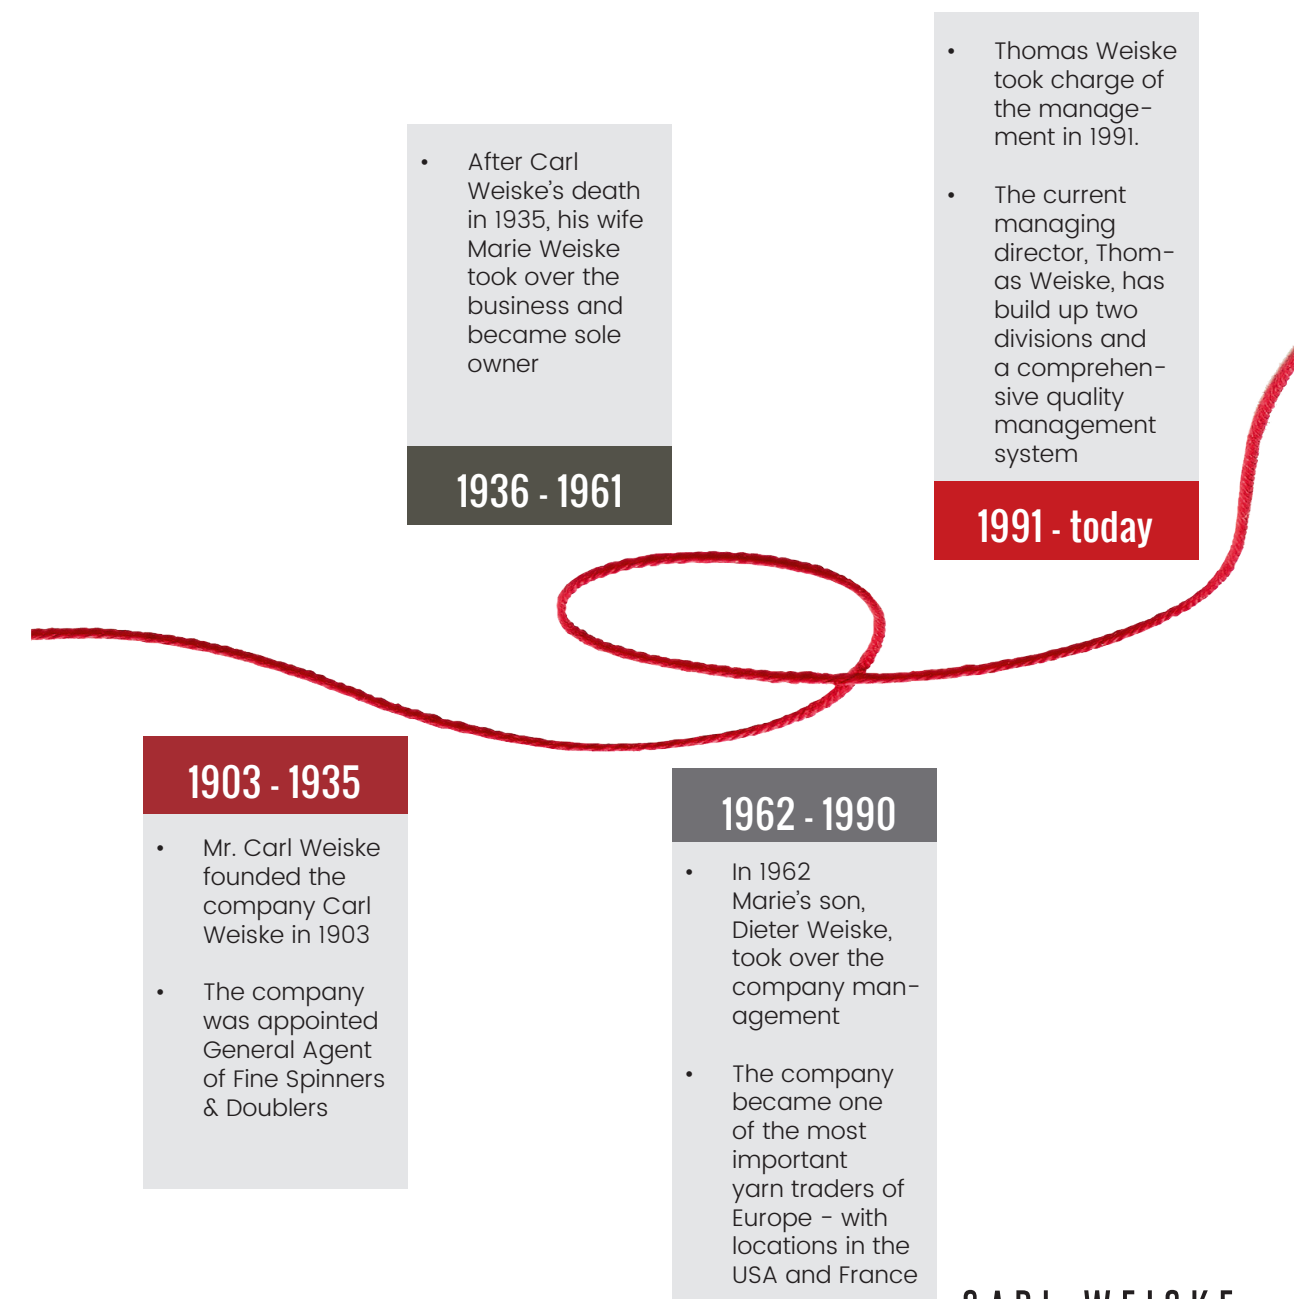 • Thomas Weiske
took charge of
the manage-
ment in 1991.
• The current
managing
director, Thom-
as Weiske, has
build up two
divisions and
a comprehen-
sive quality
management
system
1991 - today
• After Carl
Weiske’s death
in 1935, his wife
Marie Weiske
took over the
business and
became sole
owner
1936 - 1961
1903 - 1935
• Mr. Carl Weiske
founded the
company Carl
Weiske in 1903
• The company
was appointed
General Agent
of Fine Spinners
& Doublers
1962 - 1990
• In 1962
Marie’s son,
Dieter Weiske,
took over the
company man-
agement
• The company
became one
of the most
important
yarn traders of
Europe - with
locations in the
USA and France
CARL WEISKE